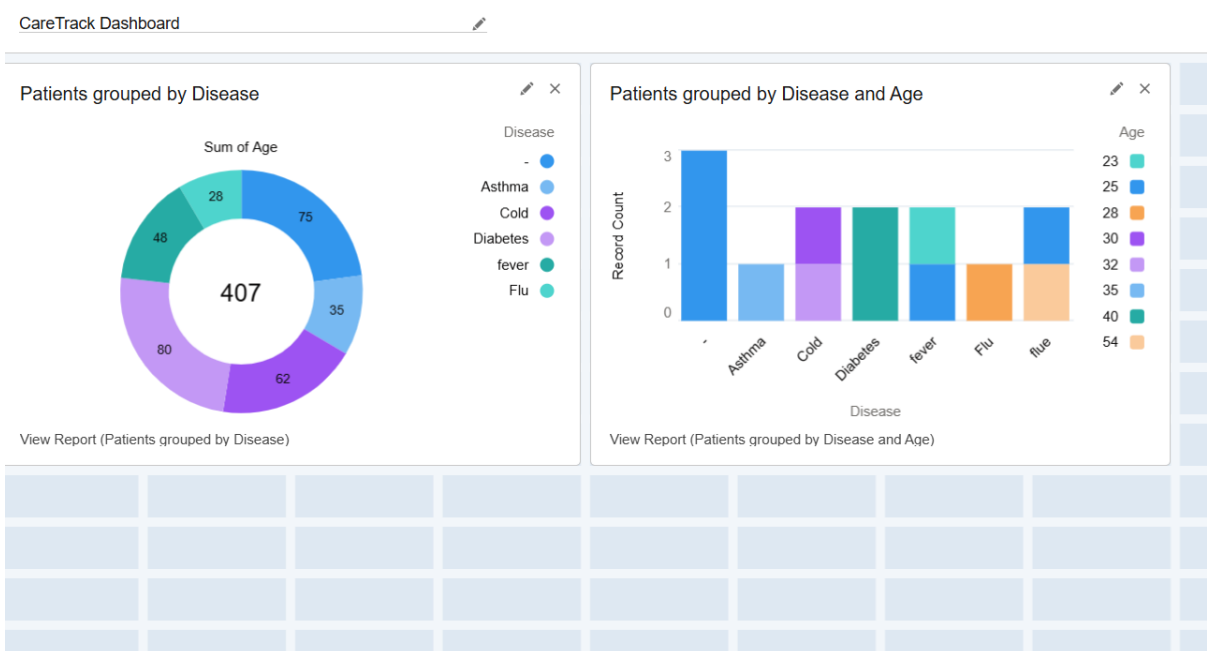 CareTrack Dashboard
Patients grouped by Disease
Sum of Age
28
75
48
407
35
80
62
Disease
-
Asthma
Cold
Diabetes
fever
Flu
View Report (Patients grouped by Disease)
Patients grouped by Disease and Age
Record Count
3
2
1
0
-
Asthma
Cold
Diabetes
fever
Flu
flue
Disease
Age
23
25
28
30
32
35
40
54
View Report (Patients grouped by Disease and Age)